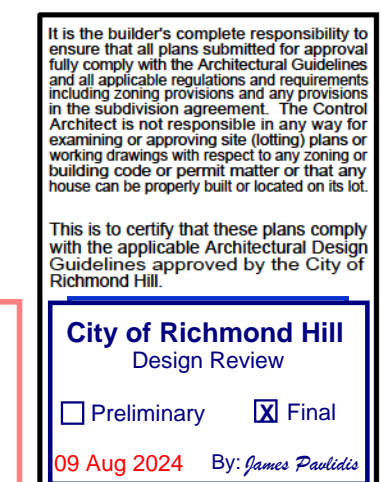 It is the builder's complete responsibility to
ensure that all plans submitted for approval
fully comply with the Architectural Guidelines
and all applicable regulations and requirements
including zoning provisions and any provisions
in the subdivision agreement. The Control
Architect is not responsible in any way for
examining or approving site (lotting) plans or
working drawings with respect to any zoning or
building code or permit matter or that any
house can be properly built or located on its lot.
This is to certify that these plans comply
with the applicable Architectural Design
Guidelines approved by the City of
Richmond Hill.
City of Richmond Hill
Design Review
Preliminary X Final
09 Aug 2024 By: James Pavlidis